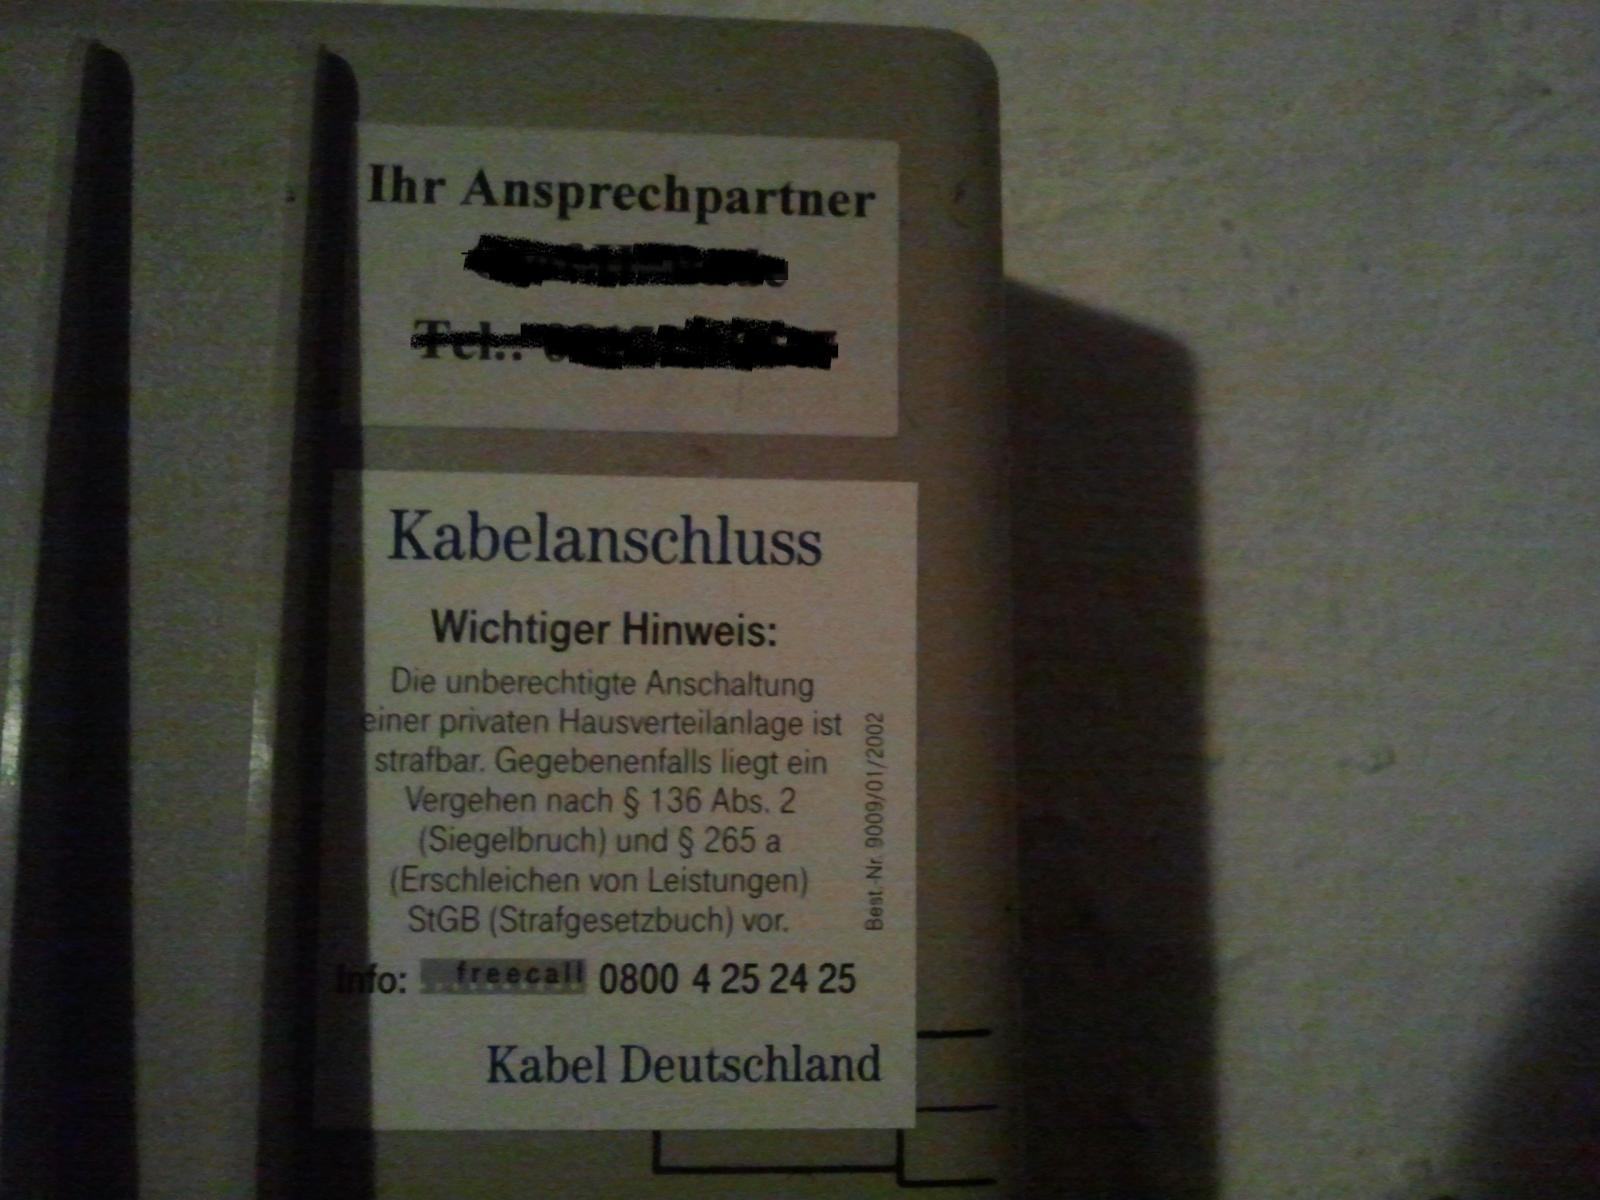 Ihr Ansprechpartner
Tel.:
Kabelanschluss
Wichtiger Hinweis:
Die unberechtigte Anschaltung
einer privaten Hausverteilanlage ist
strafbar. Gegebenenfalls liegt ein
Vergehen nach § 136 Abs. 2
(Siegelbruch) und § 265 a
(Erschleichen von Leistungen)
StGB (Strafgesetzbuch) vor.
Info: freecall 0800 4 25 24 25
Kabel Deutschland
Best.-Nr. 9009/01/2002